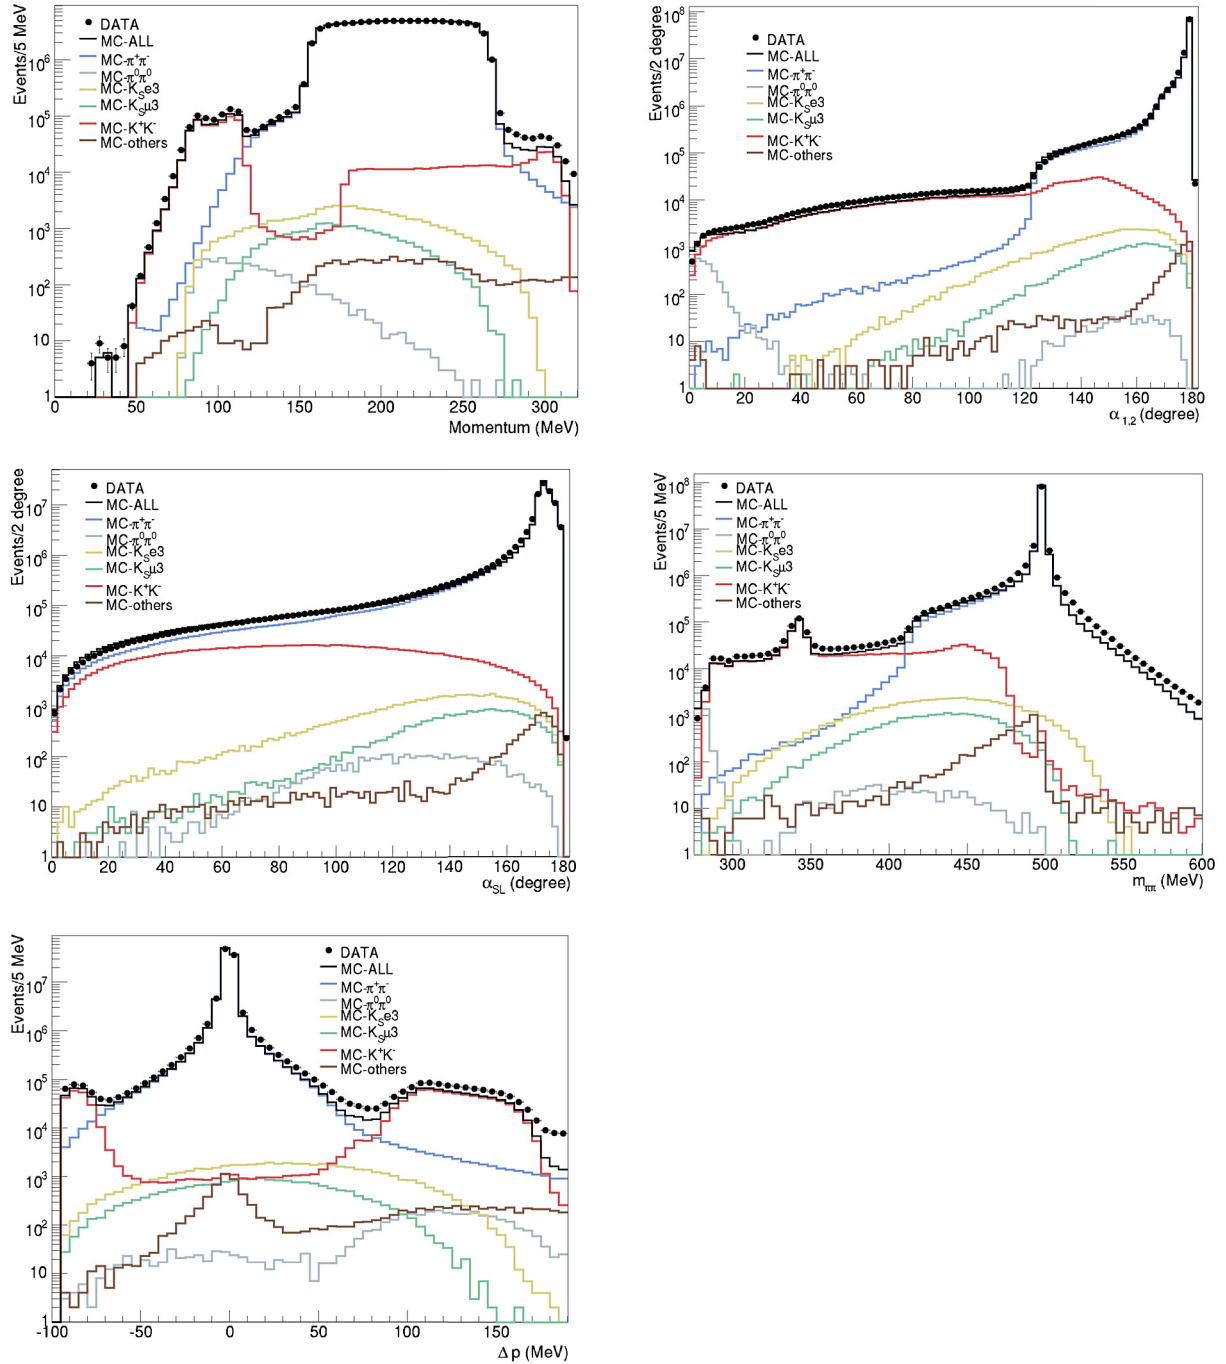 Events/5 MeV
DATA
MC-ALL
MC-π⁺π⁻
MC-π⁰π⁰
MC-K_Se3
MC-K_Sμ3
MC-K⁺K⁻
MC-others
10⁶
10⁵
10⁴
10³
10²
10
1
0 50 100 150 200 250 300
Momentum (MeV)
Events/2 degree
DATA
MC-ALL
MC-π⁺π⁻
MC-π⁰π⁰
MC-K_Se3
MC-K_Sμ3
MC-K⁺K⁻
MC-others
10⁸
10⁷
10⁶
10⁵
10⁴
10³
10²
10
1
0 20 40 60 80 100 120 140 160 180
α₁,₂ (degree)
Events/2 degree
DATA
MC-ALL
MC-π⁺π⁻
MC-π⁰π⁰
MC-K_Se3
MC-K_Sμ3
MC-K⁺K⁻
MC-others
10⁷
10⁶
10⁵
10⁴
10³
10²
10
1
0 20 40 60 80 100 120 140 160 180
α_SL (degree)
Events/5 MeV
DATA
MC-ALL
MC-π⁺π⁻
MC-π⁰π⁰
MC-K_Se3
MC-K_Sμ3
MC-K⁺K⁻
MC-others
10⁸
10⁷
10⁶
10⁵
10⁴
10³
10²
10
1
300 350 400 450 500 550 600
m_ππ (MeV)
Events/5 MeV
DATA
MC-ALL
MC-π⁺π⁻
MC-π⁰π⁰
MC-K_Se3
MC-K_Sμ3
MC-K⁺K⁻
MC-others
10⁷
10⁶
10⁵
10⁴
10³
10²
10
1
-100 -50 0 50 100 150
Δp (MeV)